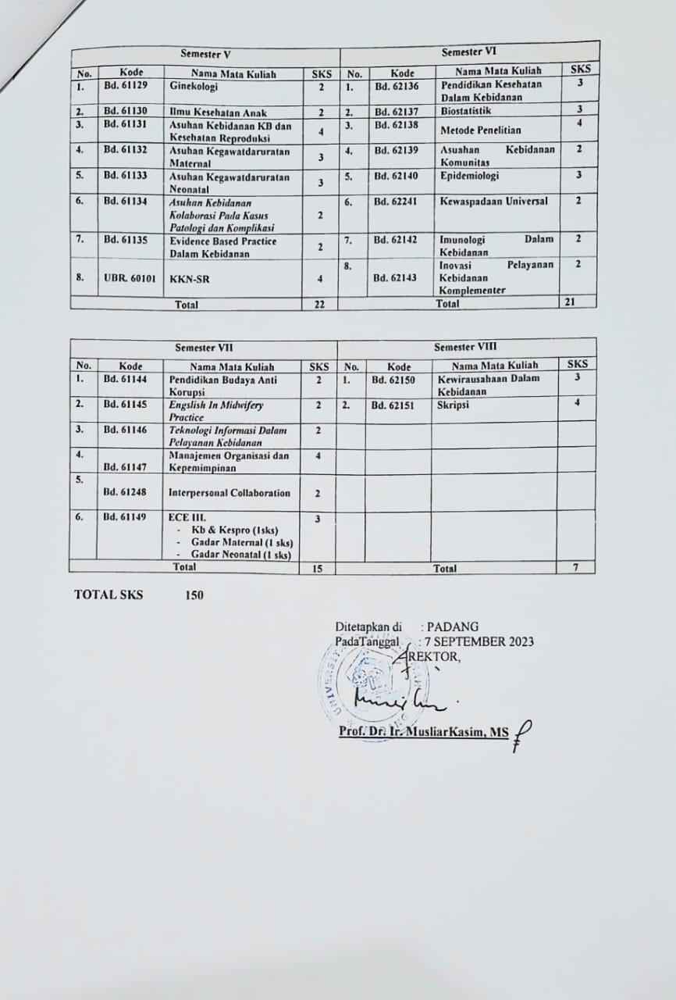 Semester V Semester VI
No. Kode Nama Mata Kuliah SKS No. Kode Nama Mata Kuliah SKS
1. Bd. 61129 Ginekologi 2 1. Bd. 62136 Pendidikan Kesehatan 3
Dalam Kebidanan
2. Bd. 61130 Ilmu Kesehatan Anak 2 2. Bd. 62137 Biostatistik 3
3. Bd. 61131 Asuhan Kebidanan KB dan 4 3. Bd. 62138 Metode Penelitian 4
Kesehatan Reproduksi
4. Bd. 61132 Asuhan Kegawatdaruratan 3 4. Bd. 62139 Asuahan Kebidanan 2
Maternal Komunitas
5. Bd. 61133 Asuhan Kegawatdaruratan 3 5. Bd. 62140 Epidemiologi 3
Neonatal
6. Bd. 61134 Asuhan Kebidanan 2 6. Bd. 62241 Kewaspadaan Universal 2
Kolaborasi Pada Kasus
Patologi dan Komplikasi
7. Bd. 61135 Evidence Based Practice 2 7. Bd. 62142 Imunologi Dalam 2
Dalam Kebidanan Kebidanan
8. UBR. 60101 KKN-SR 4 8. Bd. 62143 Inovasi Pelayanan 2
Kebidanan
Komplementer
Total 22 Total 21
Semester VII Semester VIII
No. Kode Nama Mata Kuliah SKS No. Kode Nama Mata Kuliah SKS
1. Bd. 61144 Pendidikan Budaya Anti 2 1. Bd. 62150 Kewirausahaan Dalam 3
Korupsi Kebidanan
2. Bd. 61145 Engslish In Midwifery 2 2. Bd. 62151 Skripsi 4
Practice
3. Bd. 61146 Teknologi Informasi Dalam 2
Pelayanan Kebidanan
4. Bd. 61147 Manajemen Organisasi dan 4
Kepemimpinan
5. Bd. 61248 Interpersonal Collaboration 2
6. Bd. 61149 ECE III. 3
- Kb & Kespro (1sks)
- Gadar Maternal (1 sks)
- Gadar Neonatal (1 sks)
Total 15 Total 7
TOTAL SKS 150
Ditetapkan di : PADANG
PadaTanggal : 7 SEPTEMBER 2023
REKTOR,
Prof. Dr. Ir. MusliarKasim, MS